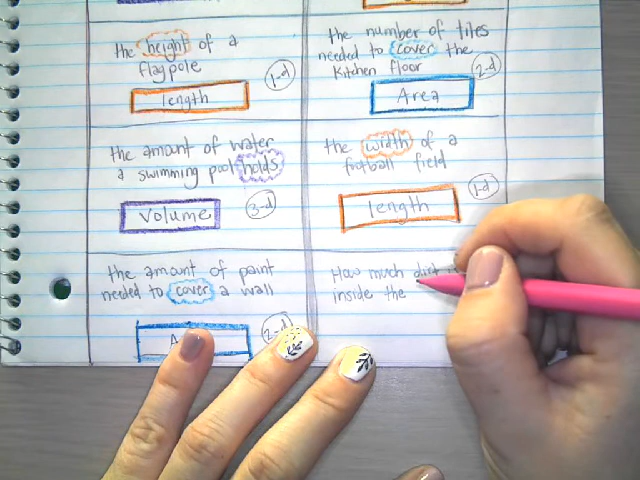 the height of a
flagpole
1-d
length
the number of tiles
needed to cover the
kitchen floor
2-d
Area
the amount of water
a swimming pool holds
Volume
3-d
the width of a
football field
1-d
length
the amount of paint
needed to cover a wall
2-d
How much dirt
inside the